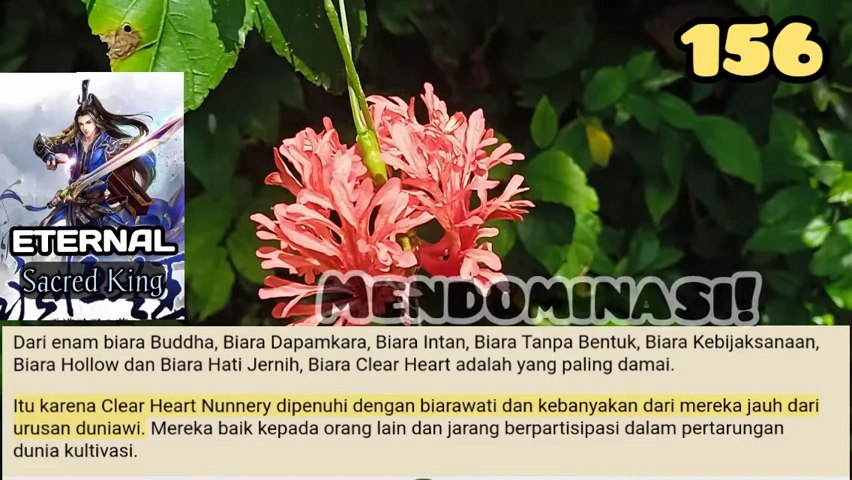 156
ETERNAL
Sacred King
MENDOMINASI!
Dari enam biara Buddha, Biara Dapamkara, Biara Intan, Biara Tanpa Bentuk, Biara Kebijaksanaan,
Biara Hollow dan Biara Hati Jernih, Biara Clear Heart adalah yang paling damai.
Itu karena Clear Heart Nunnery dipenuhi dengan biarawati dan kebanyakan dari mereka jauh dari
urusan duniawi. Mereka baik kepada orang lain dan jarang berpartisipasi dalam pertarungan
dunia kultivasi.